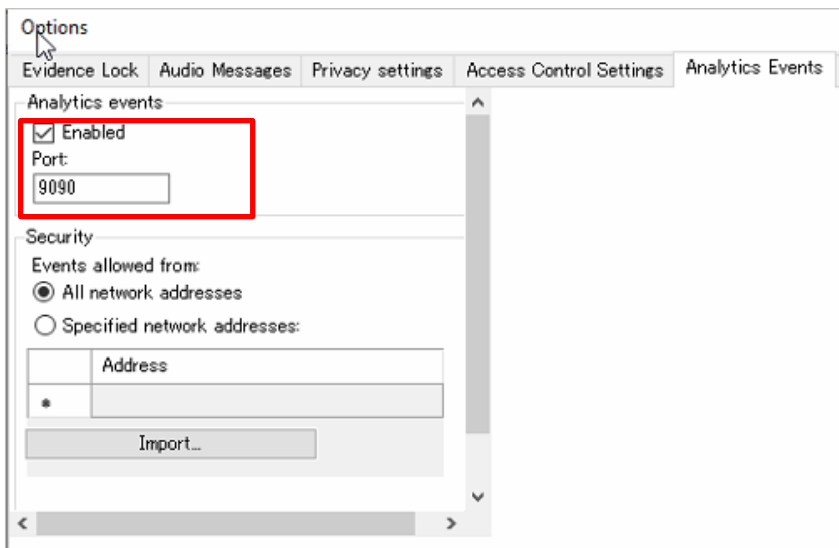 Options
Evidence Lock Audio Messages Privacy settings Access Control Settings Analytics Events
Analytics events
Enabled
Port:
9090
Security
Events allowed from:
All network addresses
Specified network addresses:
Address
*
Import...